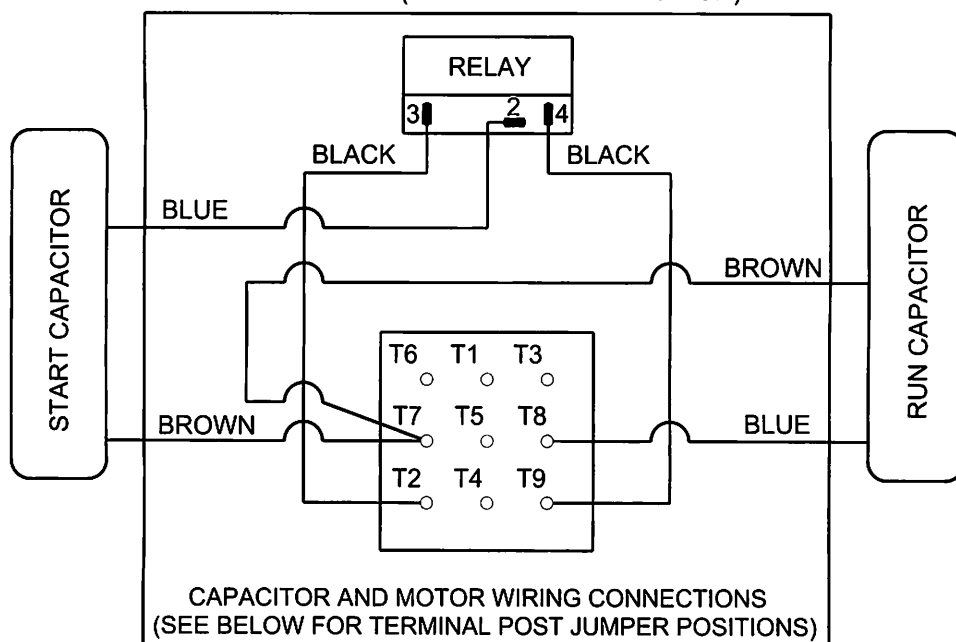 RELAY
3 2 4
BLACK BLACK
BLUE
BROWN
START CAPACITOR
RUN CAPACITOR
T6 T1 T3
T7 T5 T8
BROWN
BLUE
T2 T4 T9
CAPACITOR AND MOTOR WIRING CONNECTIONS
(SEE BELOW FOR TERMINAL POST JUMPER POSITIONS)